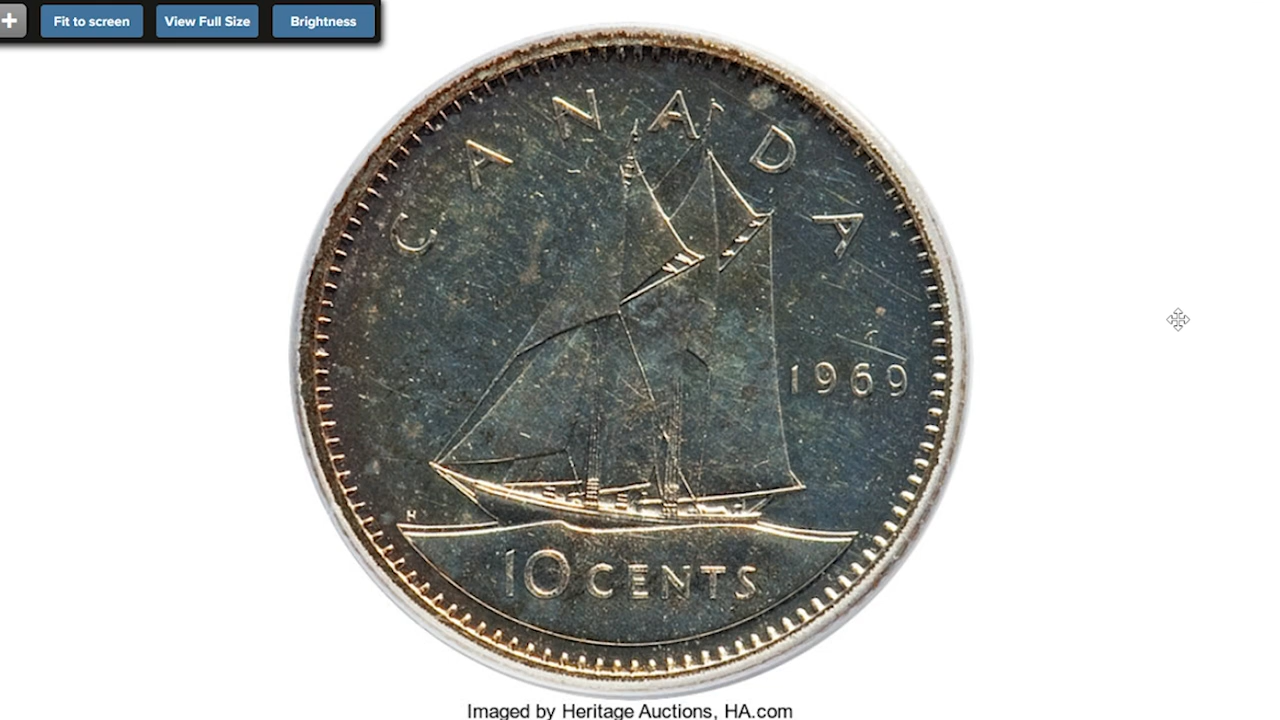 Fit to screen View Full Size Brightness
CANADA
1969
H
10 CENTS
Imaged by Heritage Auctions, HA.com